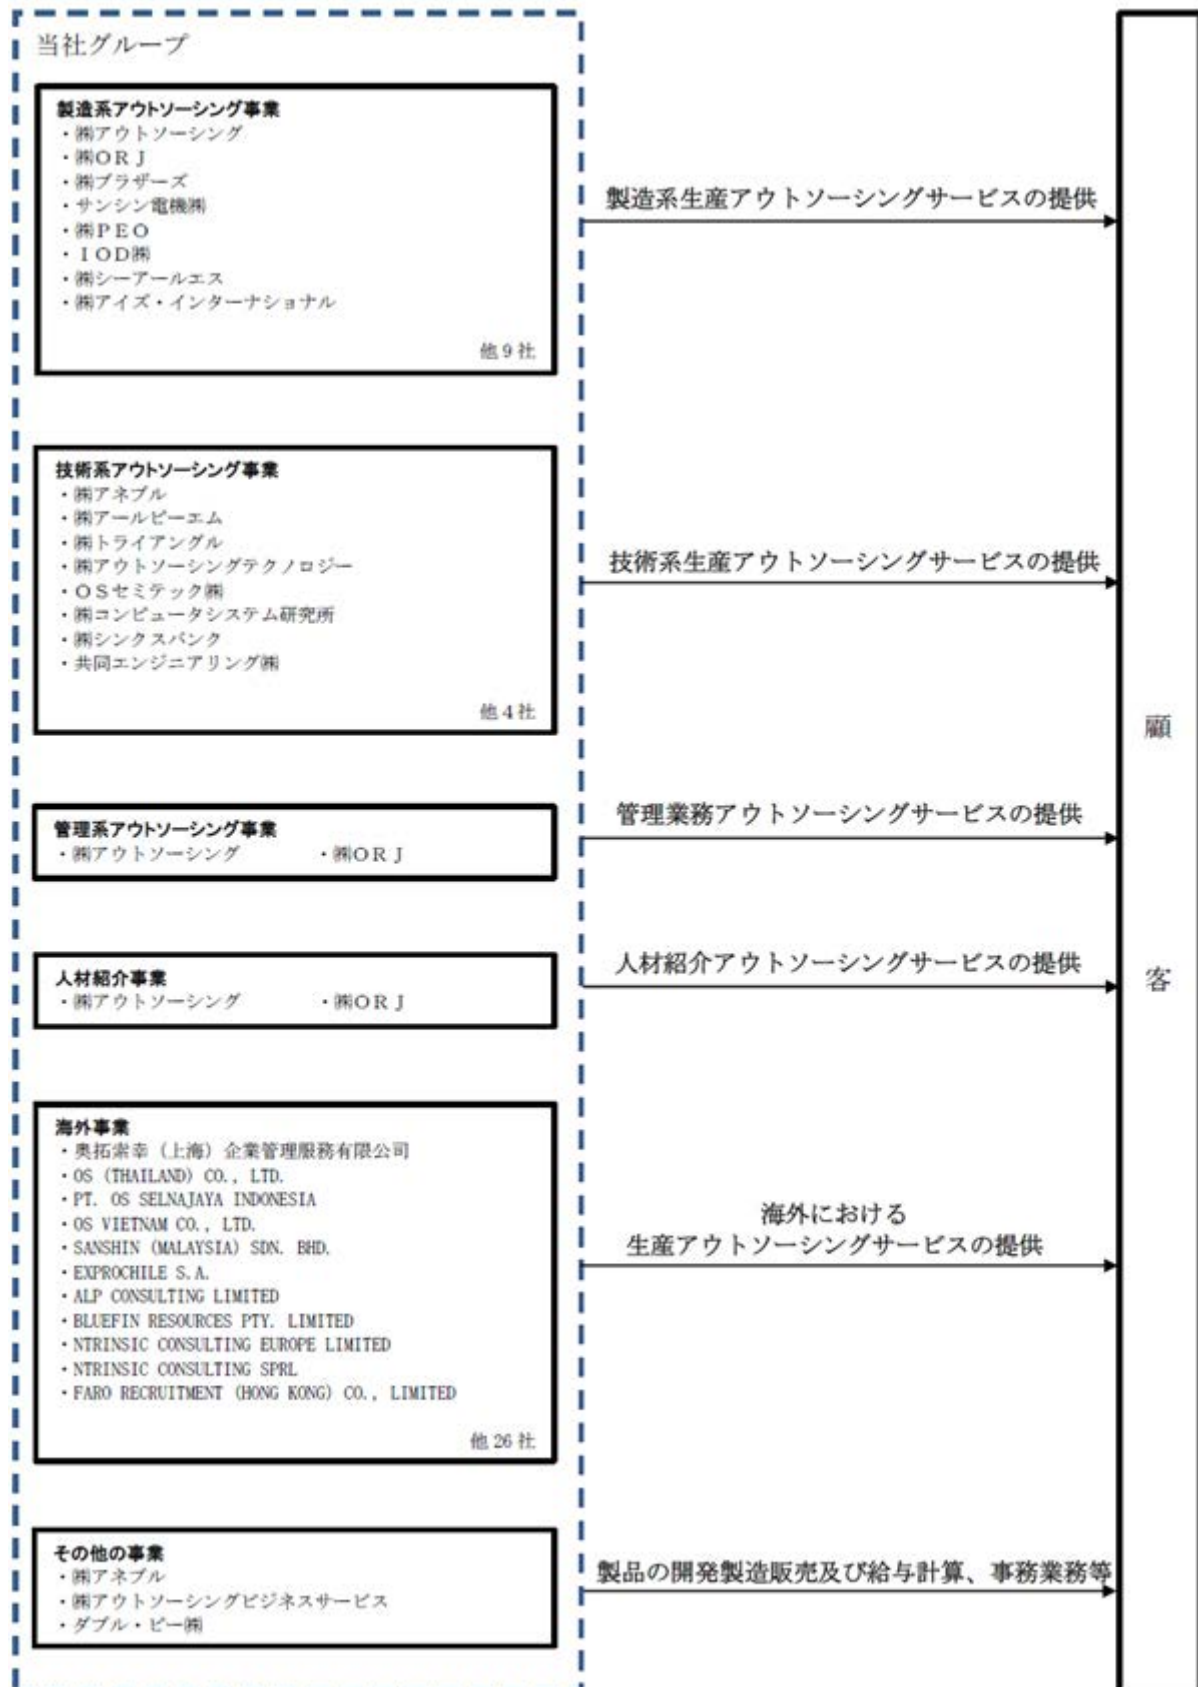 当社グループ
製造系アウトソーシング事業
・㈱アウトソーシング
・㈱ORJ
・㈱ブラザーズ
・サンシン電機㈱
・㈱PEO
・IOD㈱
・㈱シーアールエス
・㈱アイズ・インターナショナル
他9社
製造系生産アウトソーシングサービスの提供
技術系アウトソーシング事業
・㈱アネブル
・㈱アールピーエム
・㈱トライアングル
・㈱アウトソーシングテクノロジー
・OSセミテック㈱
・㈱コンピュータシステム研究所
・㈱シンクスバンク
・共同エンジニアリング㈱
他4社
技術系生産アウトソーシングサービスの提供
管理系アウトソーシング事業
・㈱アウトソーシング ・㈱ORJ
管理業務アウトソーシングサービスの提供
人材紹介事業
・㈱アウトソーシング ・㈱ORJ
人材紹介アウトソーシングサービスの提供
海外事業
・奥拓索幸（上海）企業管理服務有限公司
・OS (THAILAND) CO., LTD.
・PT. OS SELNAJAYA INDONESIA
・OS VIETNAM CO., LTD.
・SANSHIN (MALAYSIA) SDN. BHD.
・EXPROCHILE S.A.
・ALP CONSULTING LIMITED
・BLUEFIN RESOURCES PTY. LIMITED
・NTRINSIC CONSULTING EUROPE LIMITED
・NTRINSIC CONSULTING SPRL
・FARO RECRUITMENT (HONG KONG) CO., LIMITED
他26社
海外における
生産アウトソーシングサービスの提供
その他の事業
・㈱アネブル
・㈱アウトソーシングビジネスサービス
・ダブル・ピー㈱
製品の開発製造販売及び給与計算、事務業務等
顧
客